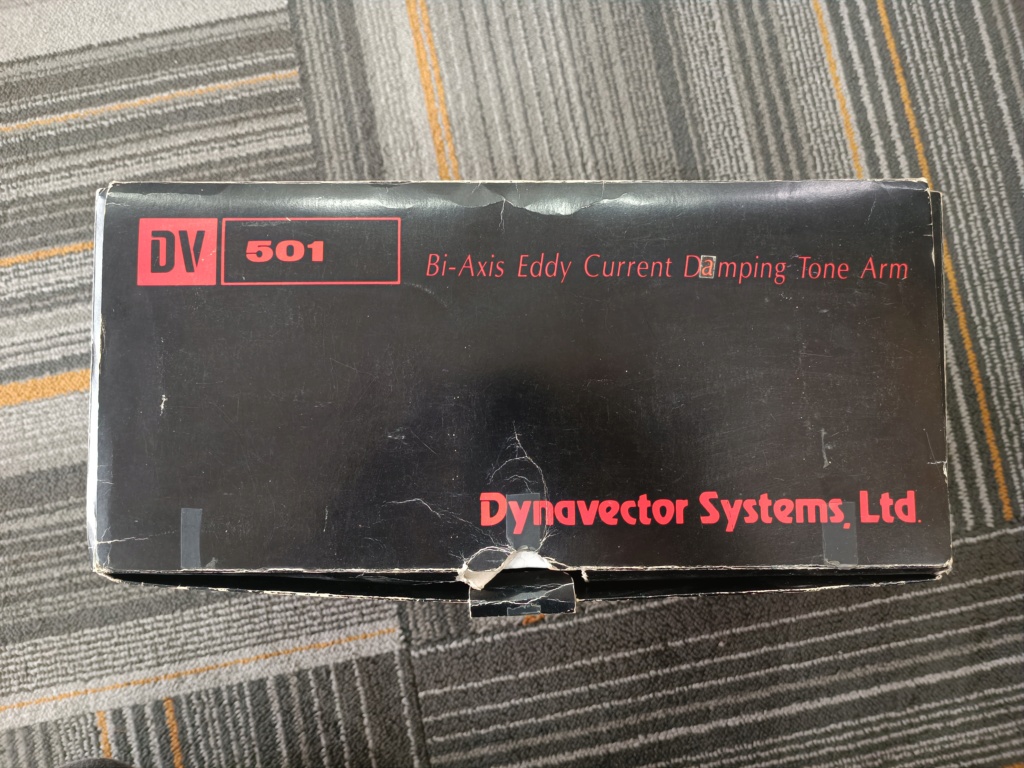 DV 501
Bi-Axis Eddy Current Damping Tone Arm
Dynavector Systems, Ltd.